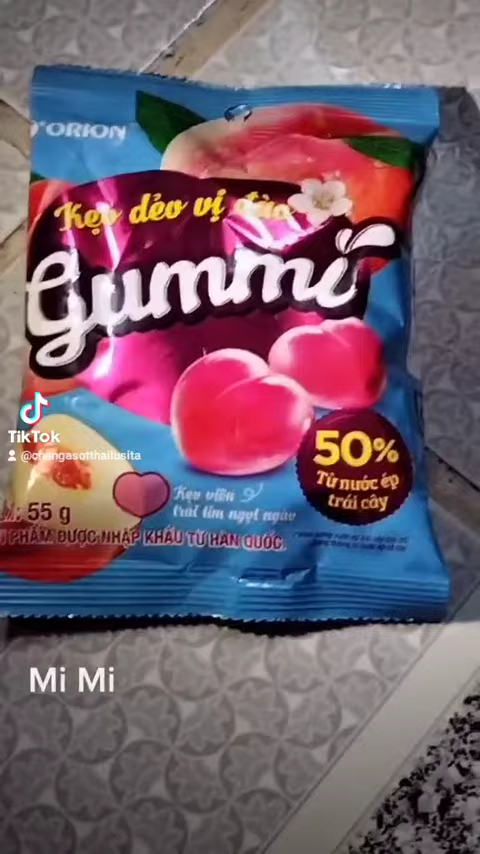 ORION
Kẹo dẻo vị đào
Gummi
50%
Từ nước ép
trái cây
TikTok
@changasotthailusita
Kẹo viên
trái tim ngọt ngào
55 g
PHẨM ĐƯỢC NHẬP KHẨU TỪ HÀN QUỐC.
Mi Mi